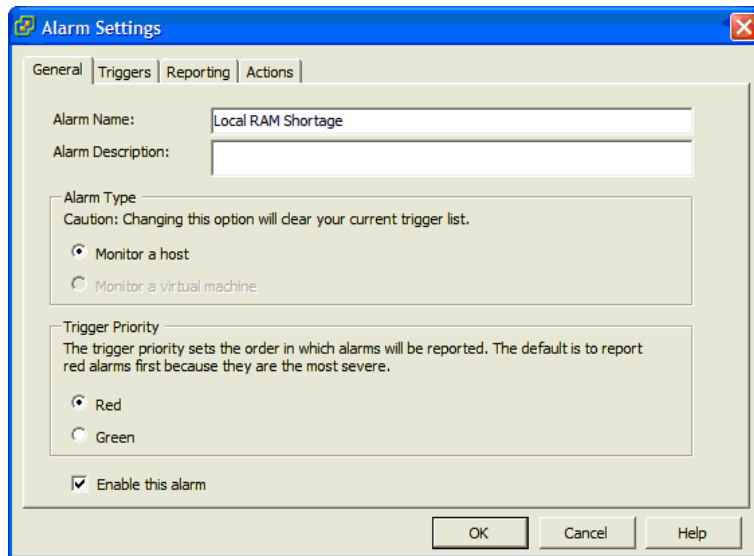 Alarm Settings
General Triggers Reporting Actions
Alarm Name: Local RAM Shortage
Alarm Description:
Alarm Type
Caution: Changing this option will clear your current trigger list.
Monitor a host
Monitor a virtual machine
Trigger Priority
The trigger priority sets the order in which alarms will be reported. The default is to report
red alarms first because they are the most severe.
Red
Green
Enable this alarm
OK Cancel Help